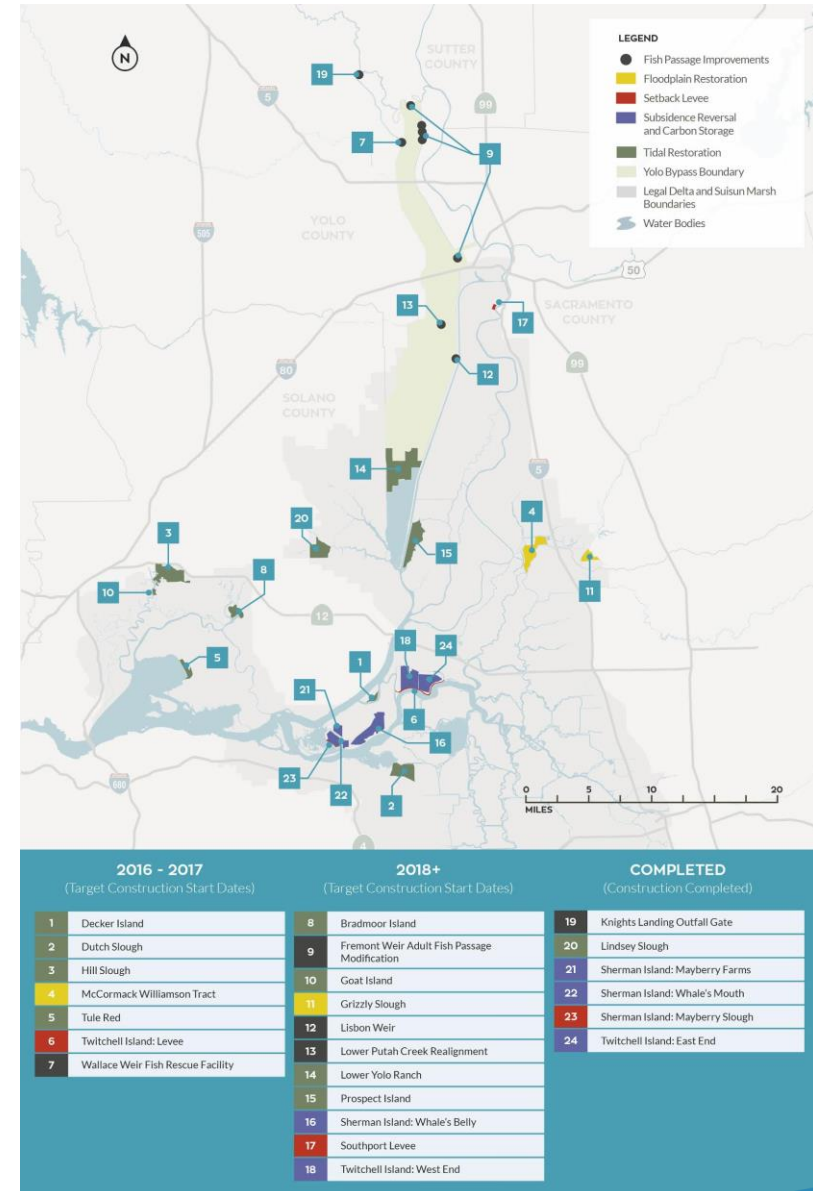 N
SUTTER
COUNTY
LEGEND
Fish Passage Improvements
Floodplain Restoration
Setback Levee
Subsidence Reversal
and Carbon Storage
Tidal Restoration
Yolo Bypass Boundary
Legal Delta and Suisun Marsh
Boundaries
Water Bodies
19
5
99
7
9
YOLO
COUNTY
505
50
13
SACRAMENTO
COUNTY
17
80
12
99
SOLANO
COUNTY
14
5
4
20
3
15
8
11
10
12
18
24
5
1
21
6
16
23
22
2
680
0
5
10
20
MILES
4
2016 - 2017
(Target Construction Start Dates)
1 Decker Island
2 Dutch Slough
3 Hill Slough
4 McCormack Williamson Tract
5 Tule Red
6 Twitchell Island: Levee
7 Wallace Weir Fish Rescue Facility
2018+
(Target Construction Start Dates)
8 Bradmoor Island
9 Fremont Weir Adult Fish Passage
Modification
10 Goat Island
11 Grizzly Slough
12 Lisbon Weir
13 Lower Putah Creek Realignment
14 Lower Yolo Ranch
15 Prospect Island
16 Sherman Island: Whale's Belly
17 Southport Levee
18 Twitchell Island: West End
COMPLETED
(Construction Completed)
19 Knights Landing Outfall Gate
20 Lindsey Slough
21 Sherman Island: Mayberry Farms
22 Sherman Island: Whale's Mouth
23 Sherman Island: Mayberry Slough
24 Twitchell Island: East End